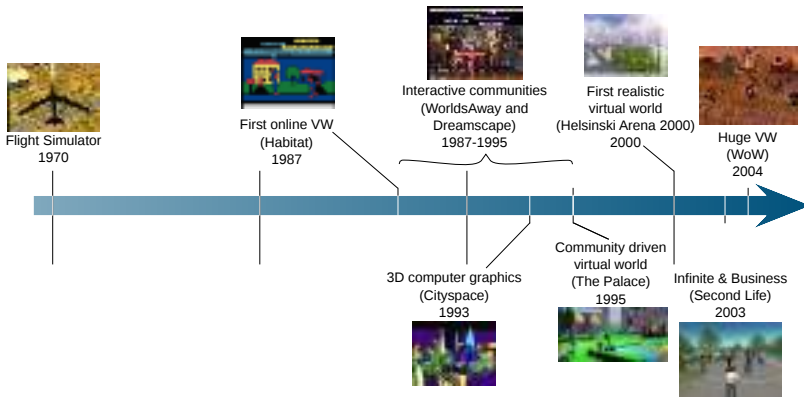 Flight Simulator
1970
First online VW
(Habitat)
1987
Interactive communities
(WorldsAway and
Dreamscape)
1987-1995
First realistic
virtual world
(Helsinski Arena 2000)
2000
Huge VW
(WoW)
2004
3D computer graphics
(Cityspace)
1993
Community driven
virtual world
(The Palace)
1995
Infinite & Business
(Second Life)
2003